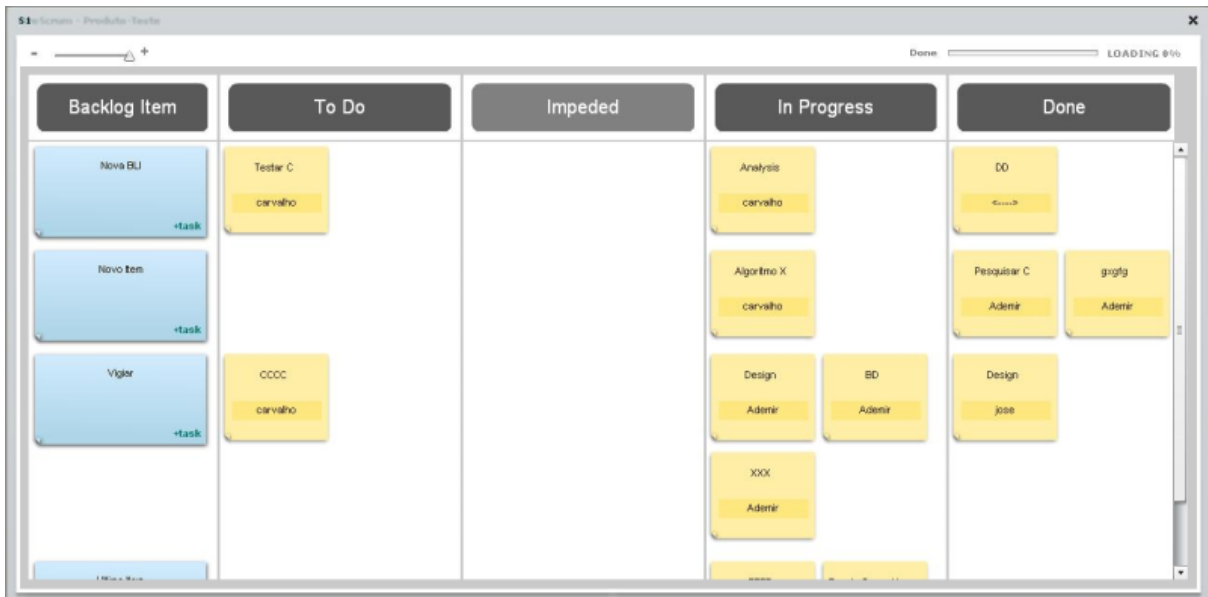 - +
Done LOADING 0%
Backlog Item To Do Impeded In Progress Done
Nova BLI
+task
Testar C
carvalho
Analysis
carvalho
DD
<----->
Novo Item
+task
Algoritmo X
carvalho
Pesquisar C
Ademir
gxgfg
Ademir
Vigiar
+task
CCCC
carvalho
Design
Ademir
BD
Ademir
Design
jose
XXX
Ademir